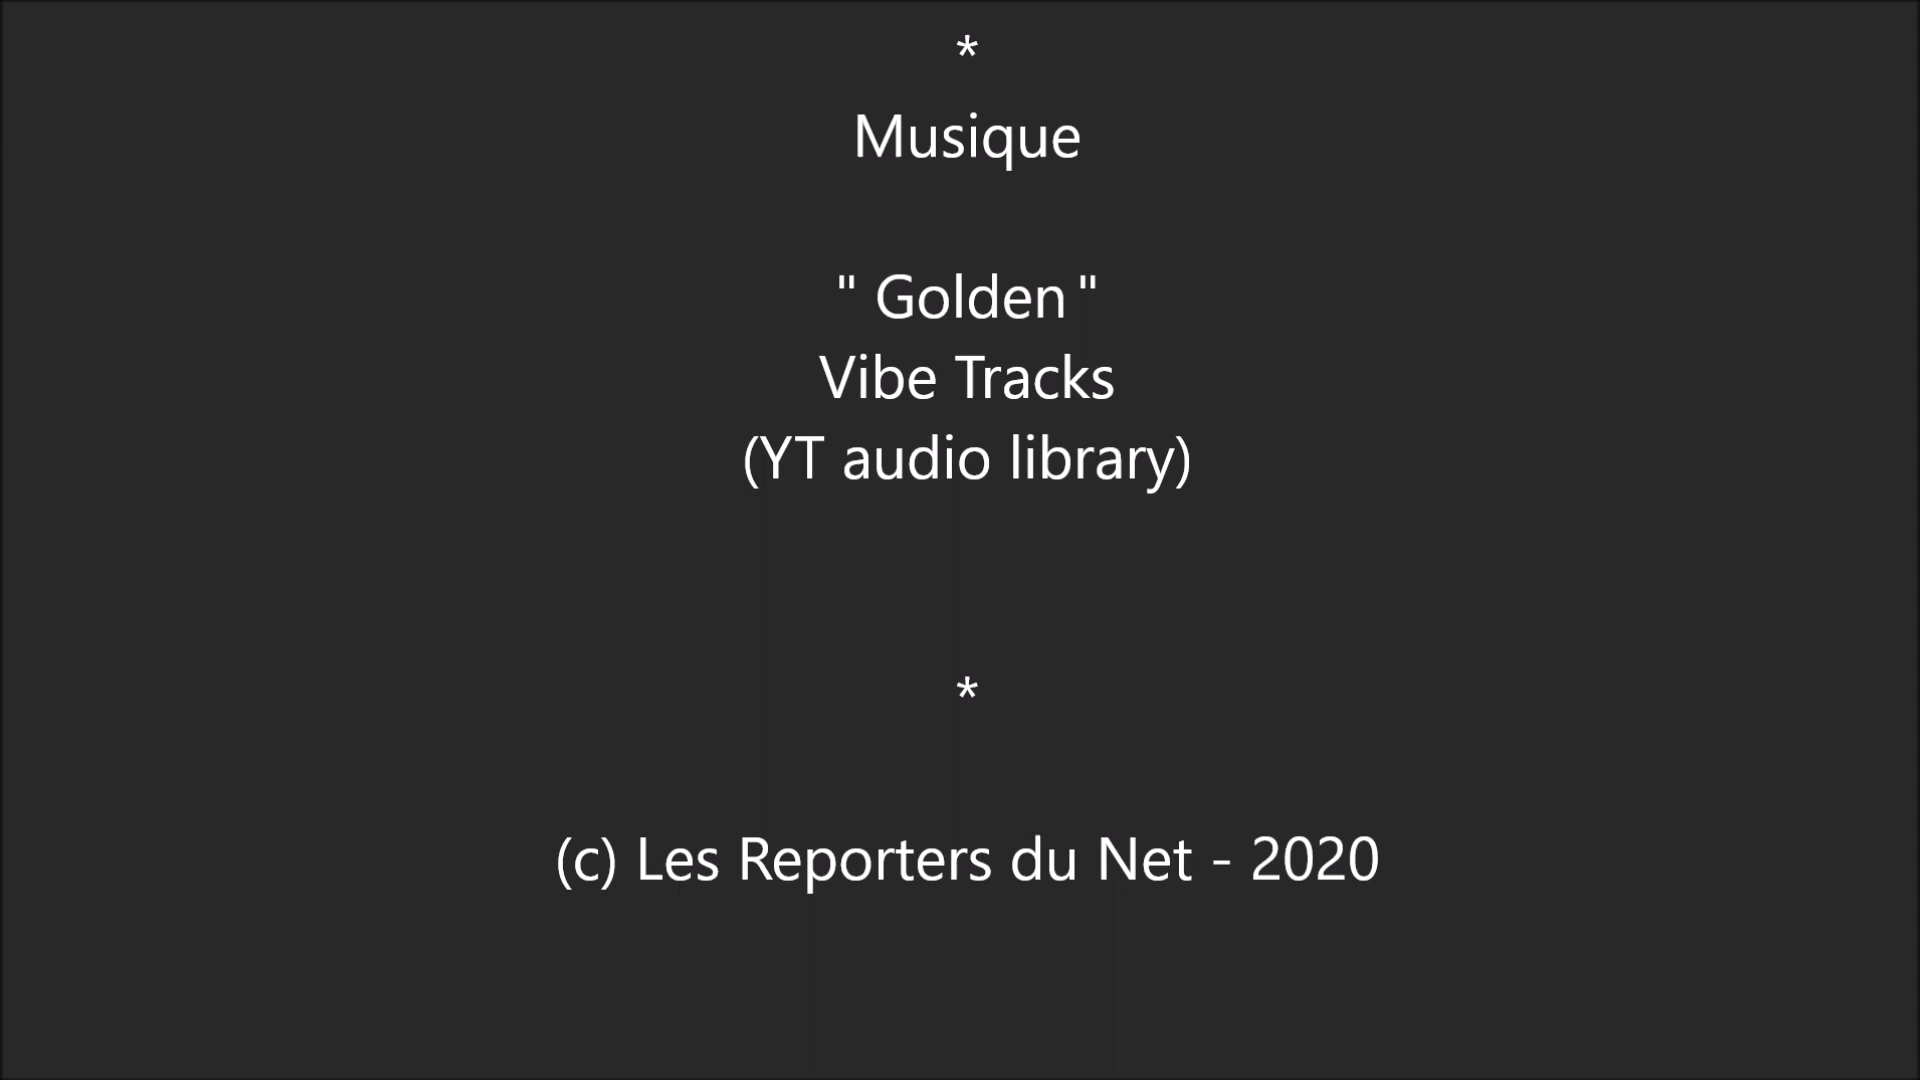 *
Musique
" Golden "
Vibe Tracks
(YT audio library)
*
(c) Les Reporters du Net - 2020